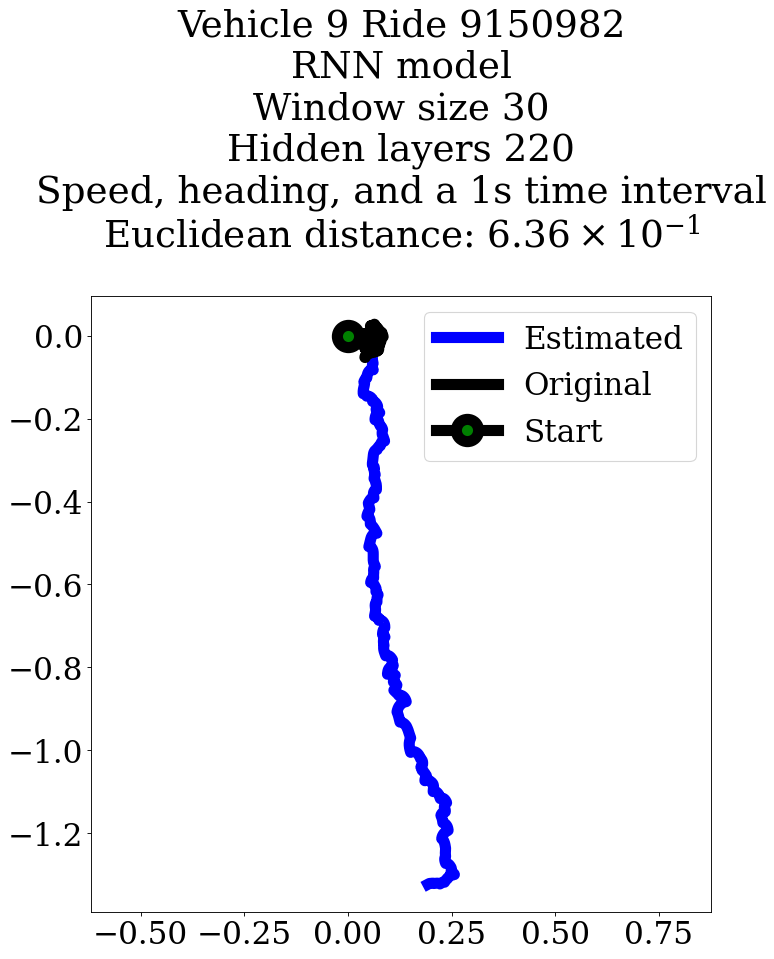 Vehicle 9 Ride 9150982
RNN model
Window size 30
Hidden layers 220
Speed, heading, and a 1s time interval
Euclidean distance: 6.36 × 10⁻¹
Estimated
Original
Start
0.0
−0.2
−0.4
−0.6
−0.8
−1.0
−1.2
−0.50 −0.25 0.00 0.25 0.50 0.75